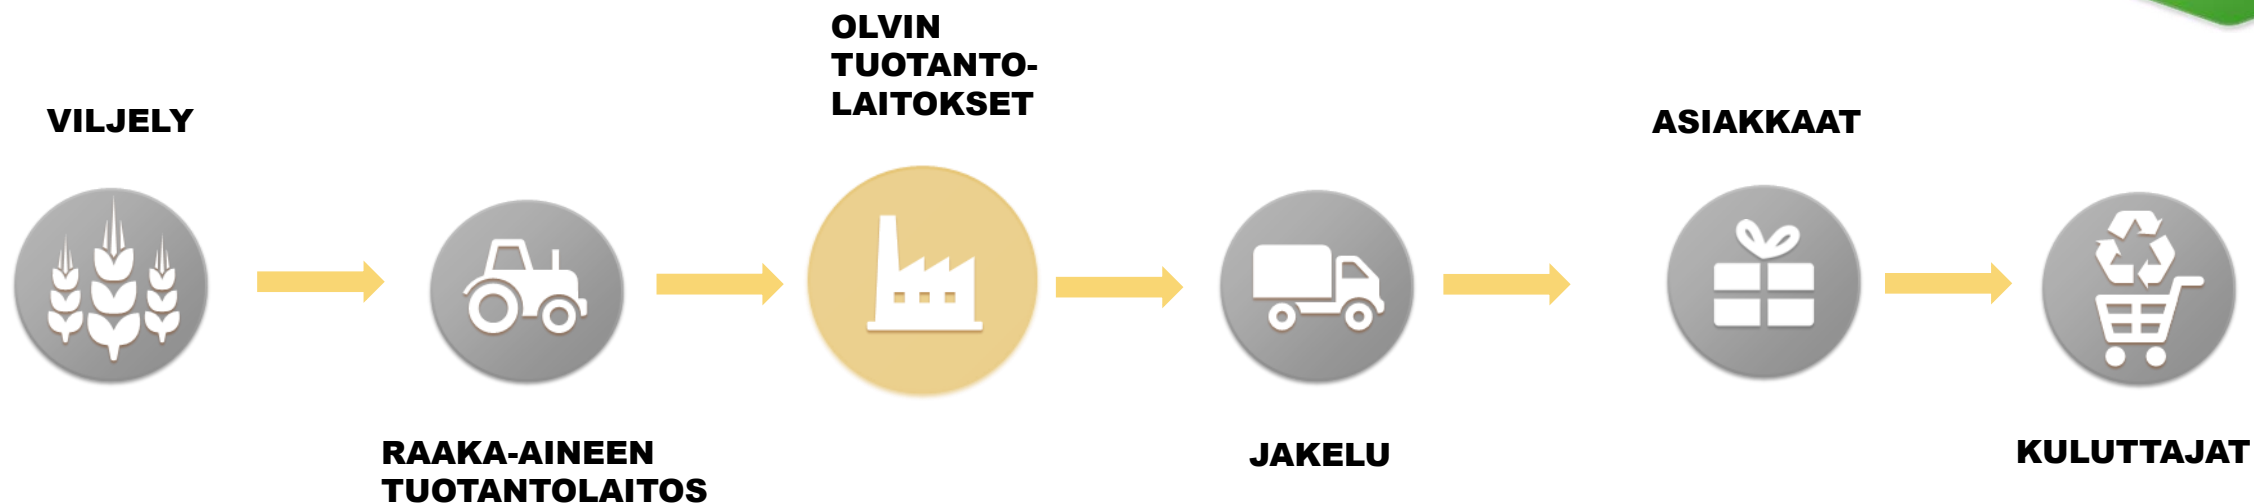 VILJELY
RAAKA-AINEEN
TUOTANTOLAITOS
OLVIN
TUOTANTO-
LAITOKSET
JAKELU
ASIAKKAAT
KULUTTAJAT